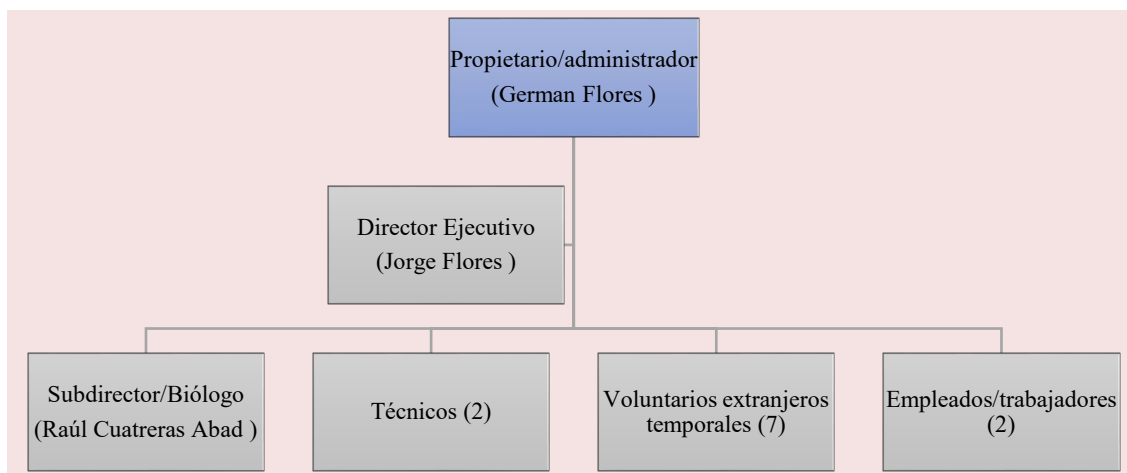 Propietario/administrador
(German Flores )
Director Ejecutivo
(Jorge Flores )
Subdirector/Biólogo
(Raúl Cuatreras Abad )
Técnicos (2)
Voluntarios extranjeros
temporales (7)
Empleados/trabajadores
(2)